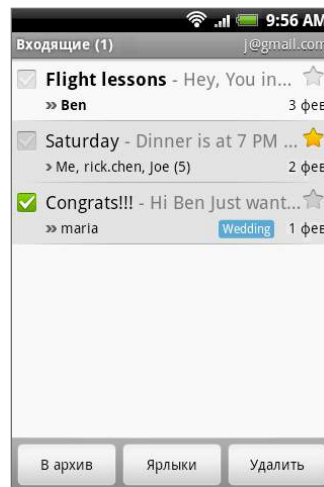 9:56 AM
Входящие (1) j@gmail.com
Flight lessons - Hey, You in...
» Ben 3 фев
Saturday - Dinner is at 7 PM ...
› Me, rick.chen, Joe (5) 2 фев
Congrats!!! - Hi Ben Just want...
» maria Wedding 1 фев
В архив Ярлыки Удалить